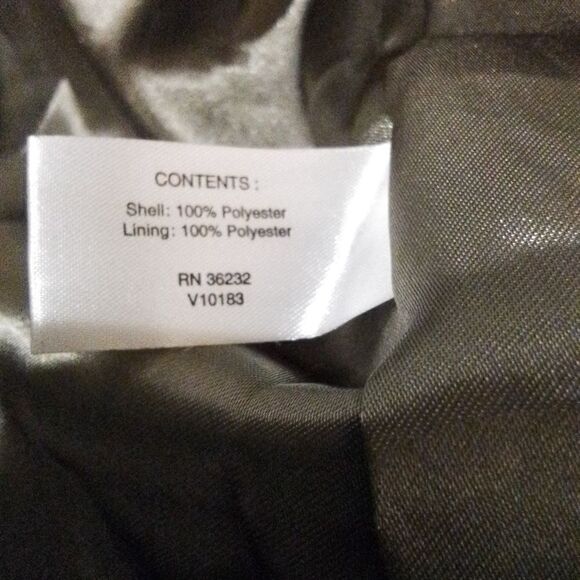 CONTENTS :
Shell: 100% Polyester
Lining: 100% Polyester
RN 36232
V10183